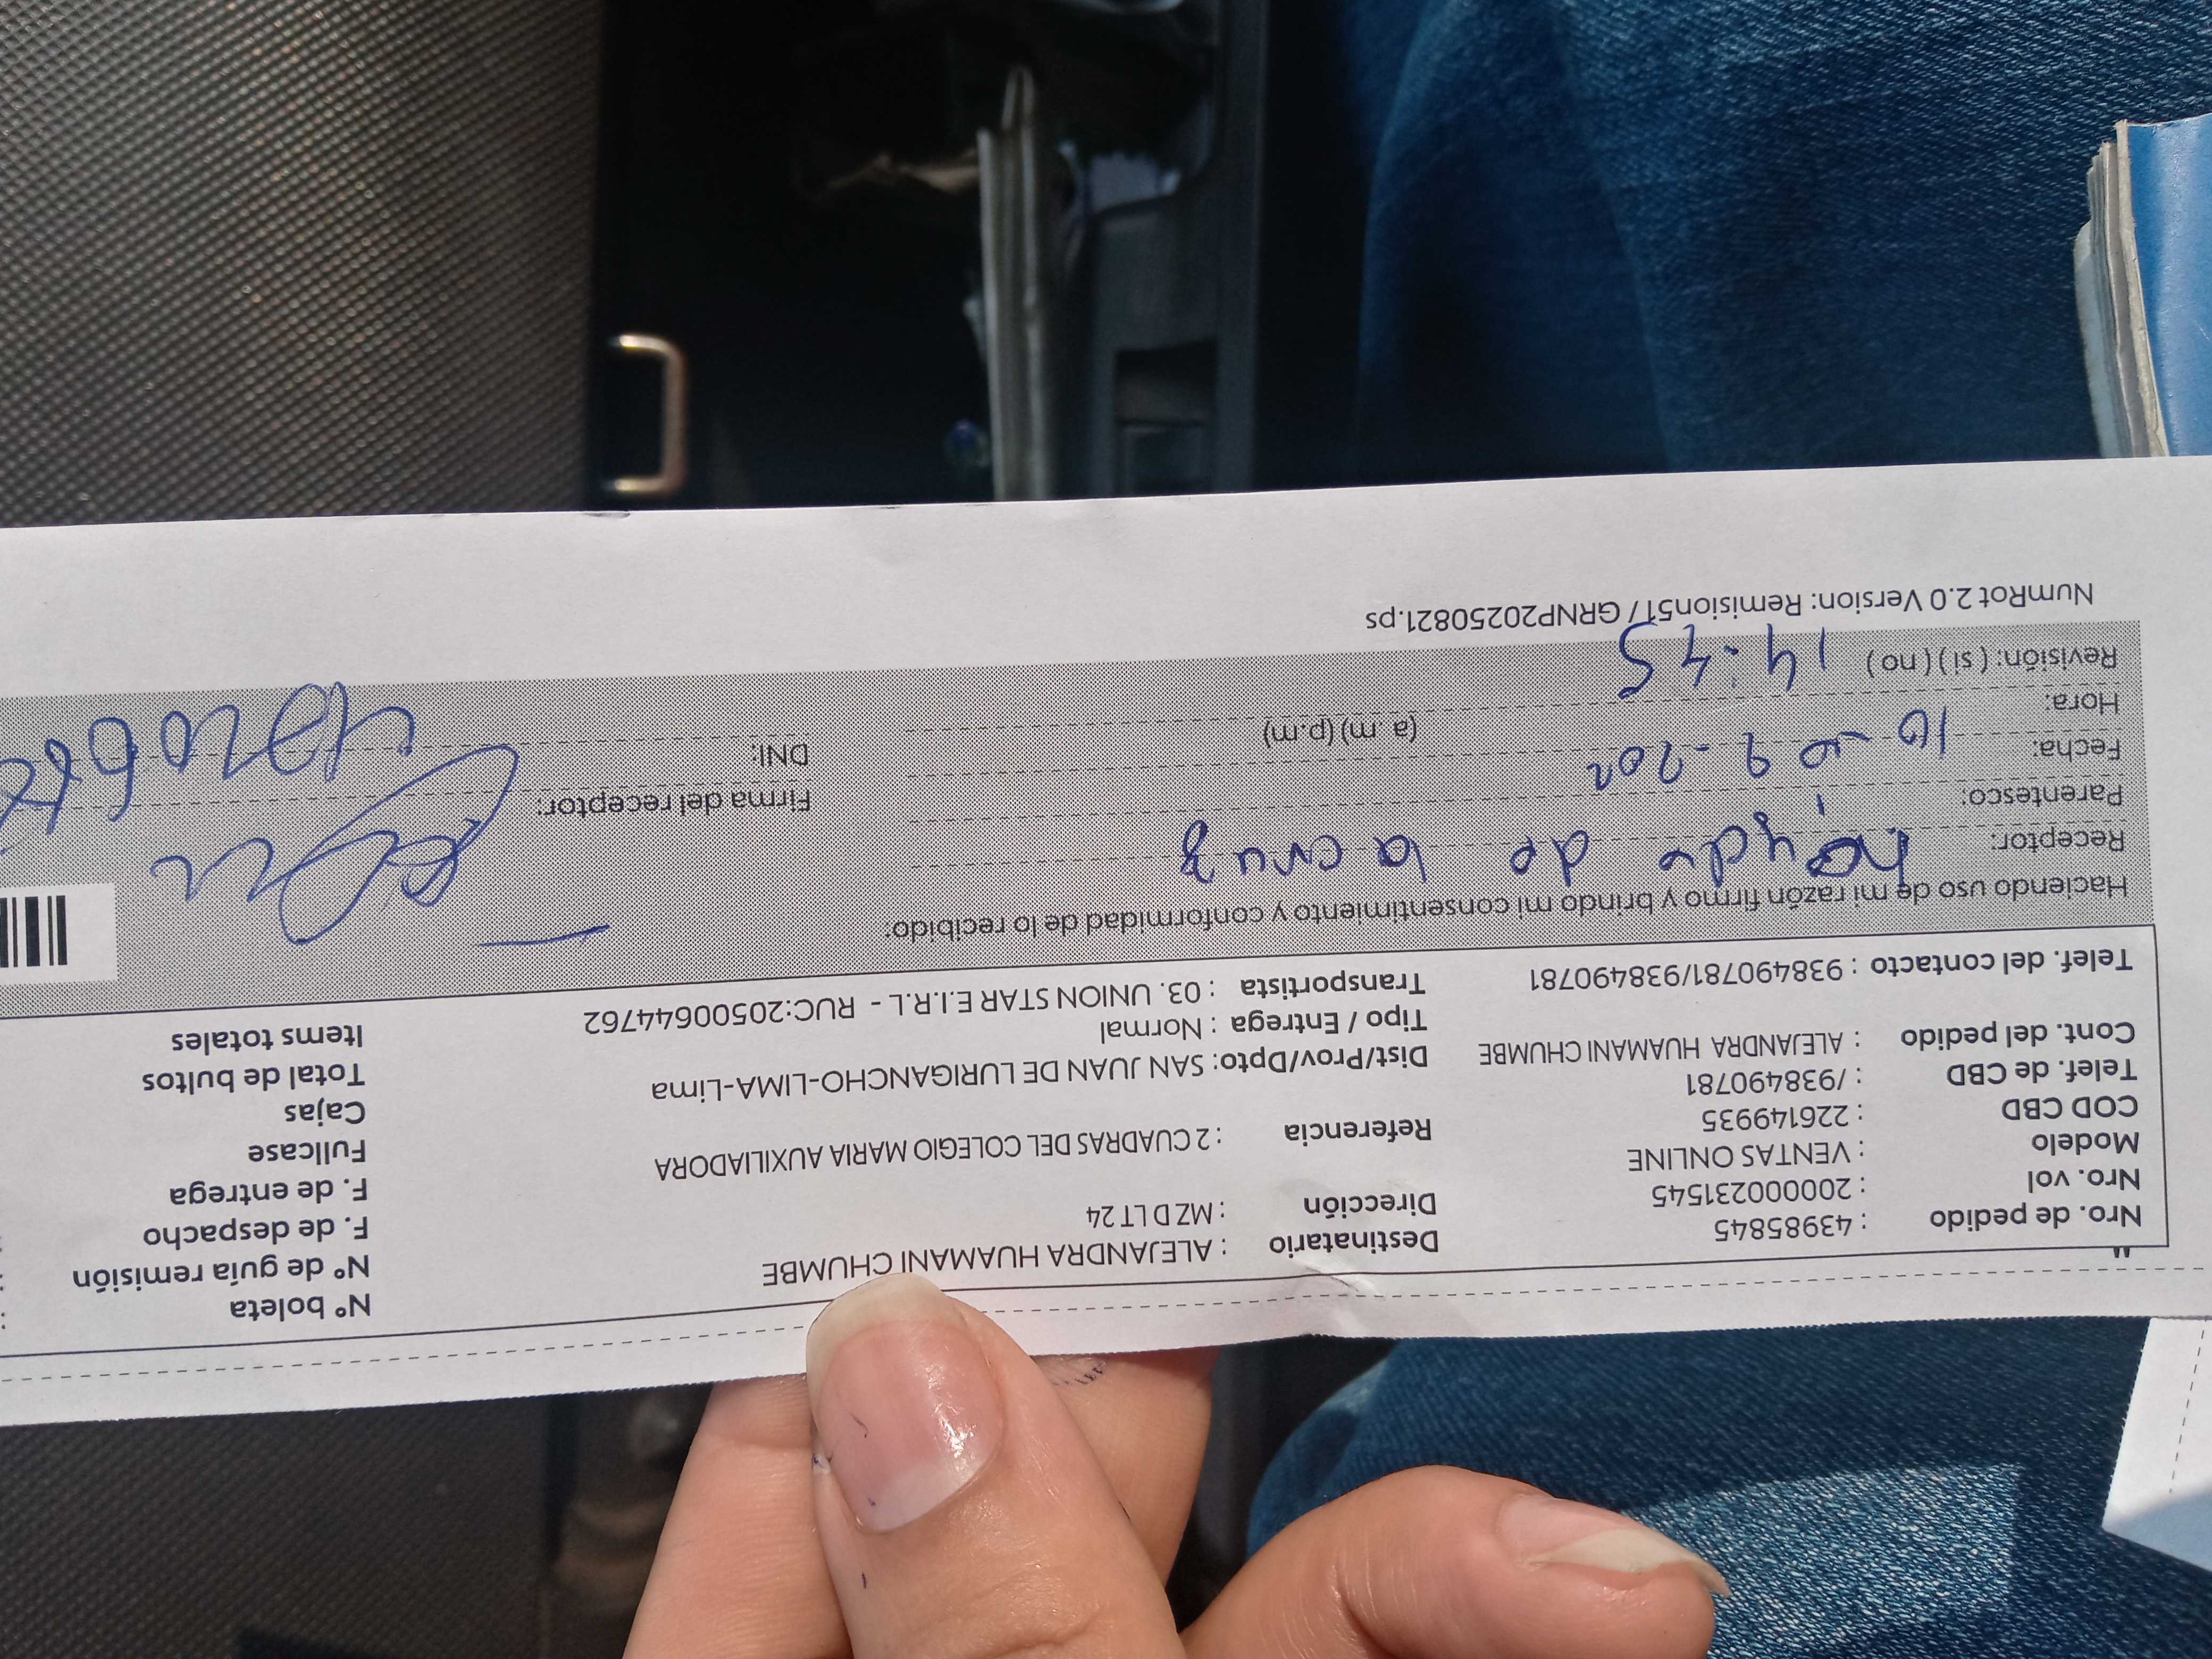 Nro. de pedido : 43985845
Nro. vol : 20000231545
Modelo : VENTAS ONLINE
COD CBD : 226149935
Telef. de CBD : /938490781
Cont. del pedido : ALEJANDRA HUAMANI CHUMBE
Telef. del contacto : 938490781/938490781
Destinatario : ALEJANDRA HUAMANI CHUMBE
Dirección : MZ D LT 24
Referencia : 2 CUADRAS DEL COLEGIO MARIA AUXILIADORA
Dist/Prov/Dpto: SAN JUAN DE LURIGANCHO-LIMA-Lima
Tipo / Entrega : Normal
Transportista : 03. UNION STAR E.I.R.L - RUC:20500644762
N° boleta :
N° de guía remisión :
F. de despacho :
F. de entrega
Fullcase
Cajas
Total de bultos
Items totales
Haciendo uso de mi razón firmo y brindo mi consentimiento y conformidad de lo recibido:
Receptor: de la cruz
Parentesco:
Fecha: 10-09-202
Hora: (a. m) (p.m)
Revisión: ( si ) ( no ) 14:45
Firma del receptor:
DNI:
NumRot 2.0 Version: Remision51 / GRNP20250821.ps